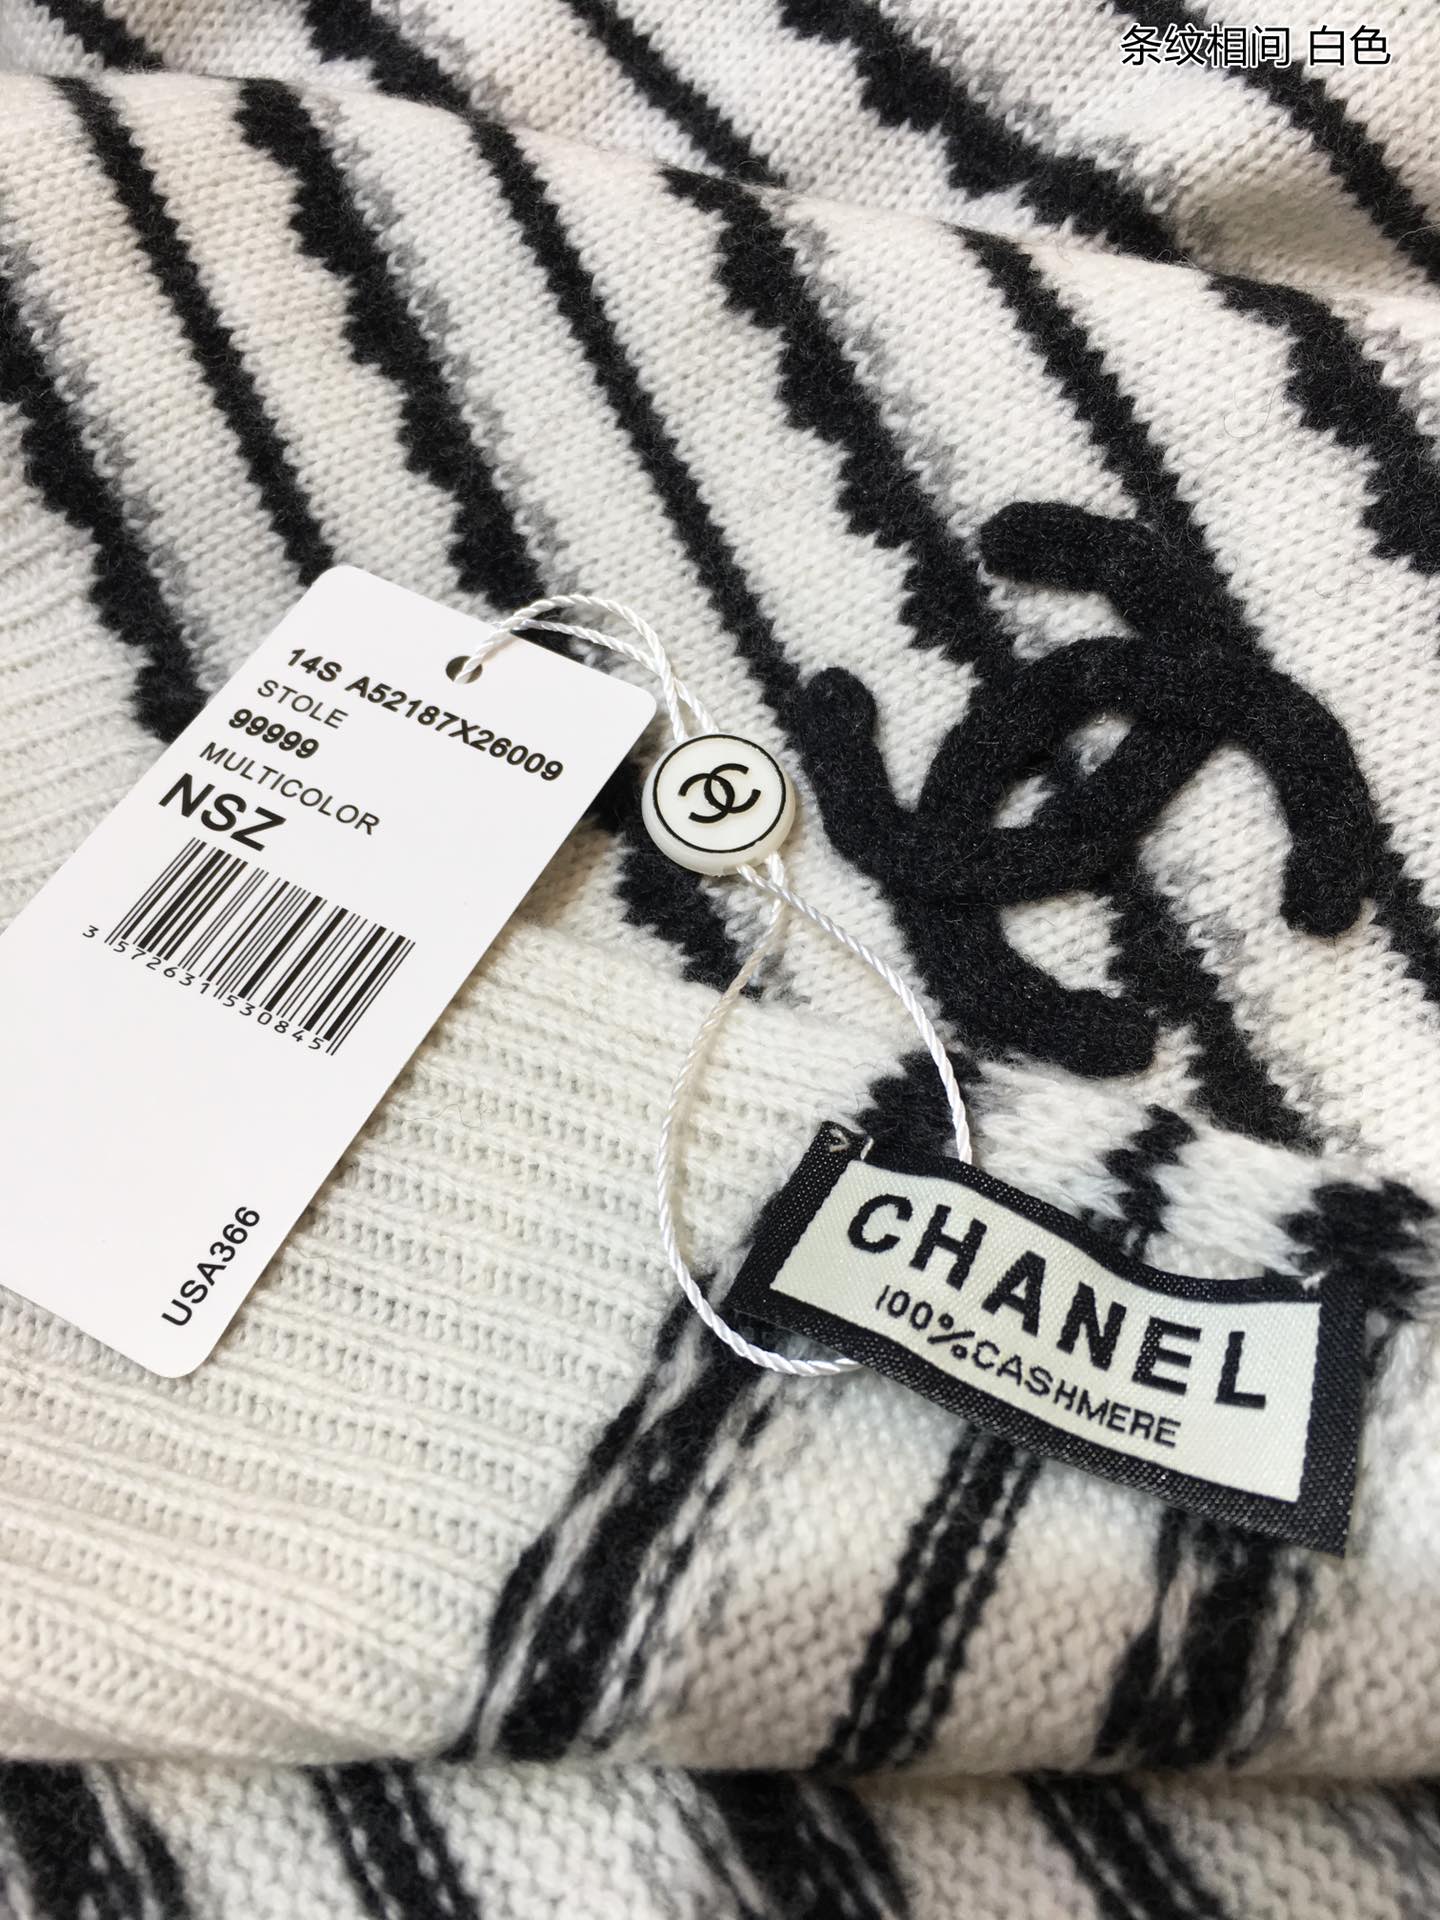 条纹相间 白色
14S A52187X26009
STOLE
99999
MULTICOLOR
NSZ
3 572631 530845
USA366
CHANEL
100%CASHMERE